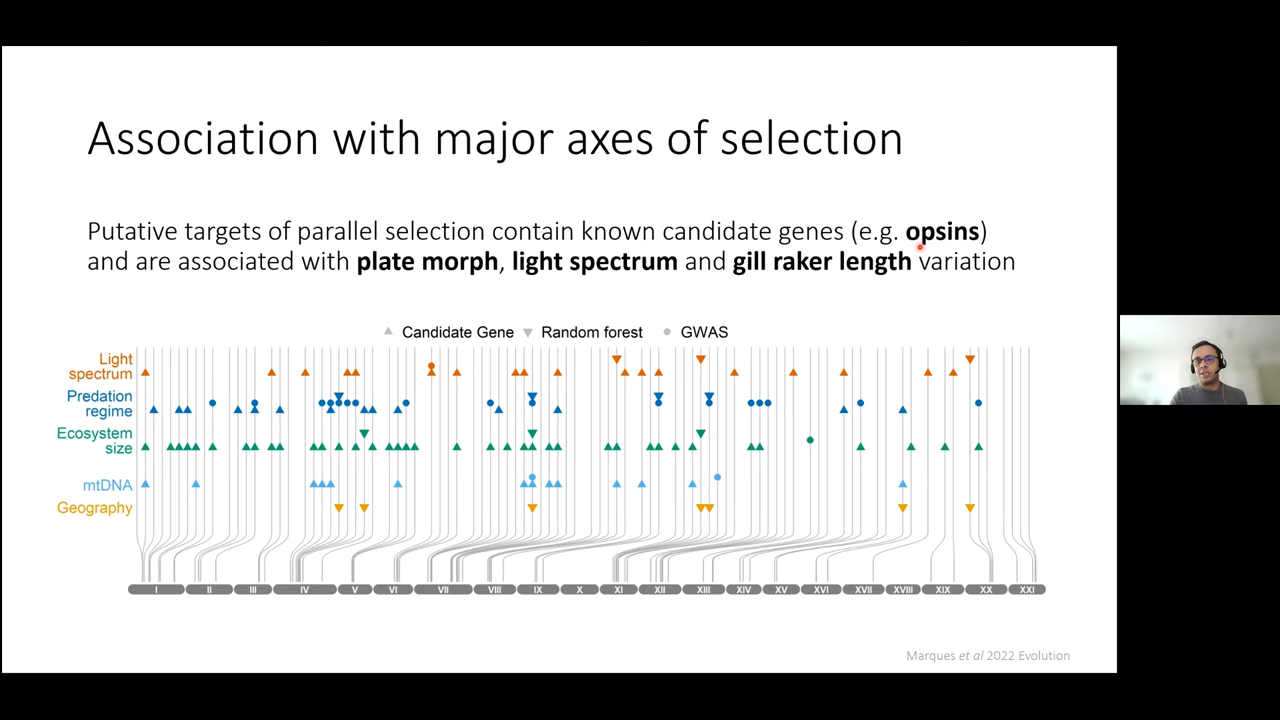 Association with major axes of selection
Putative targets of parallel selection contain known candidate genes (e.g. opsins)
and are associated with plate morph, light spectrum and gill raker length variation
Candidate Gene Random forest GWAS
Light
spectrum
Predation
regime
Ecosystem
size
mtDNA
Geography
I II III IV V VI VII VIII IX X XI XII XIII XIV XV XVI XVII XVIII XIX XX XXI
Marques et al 2022 Evolution